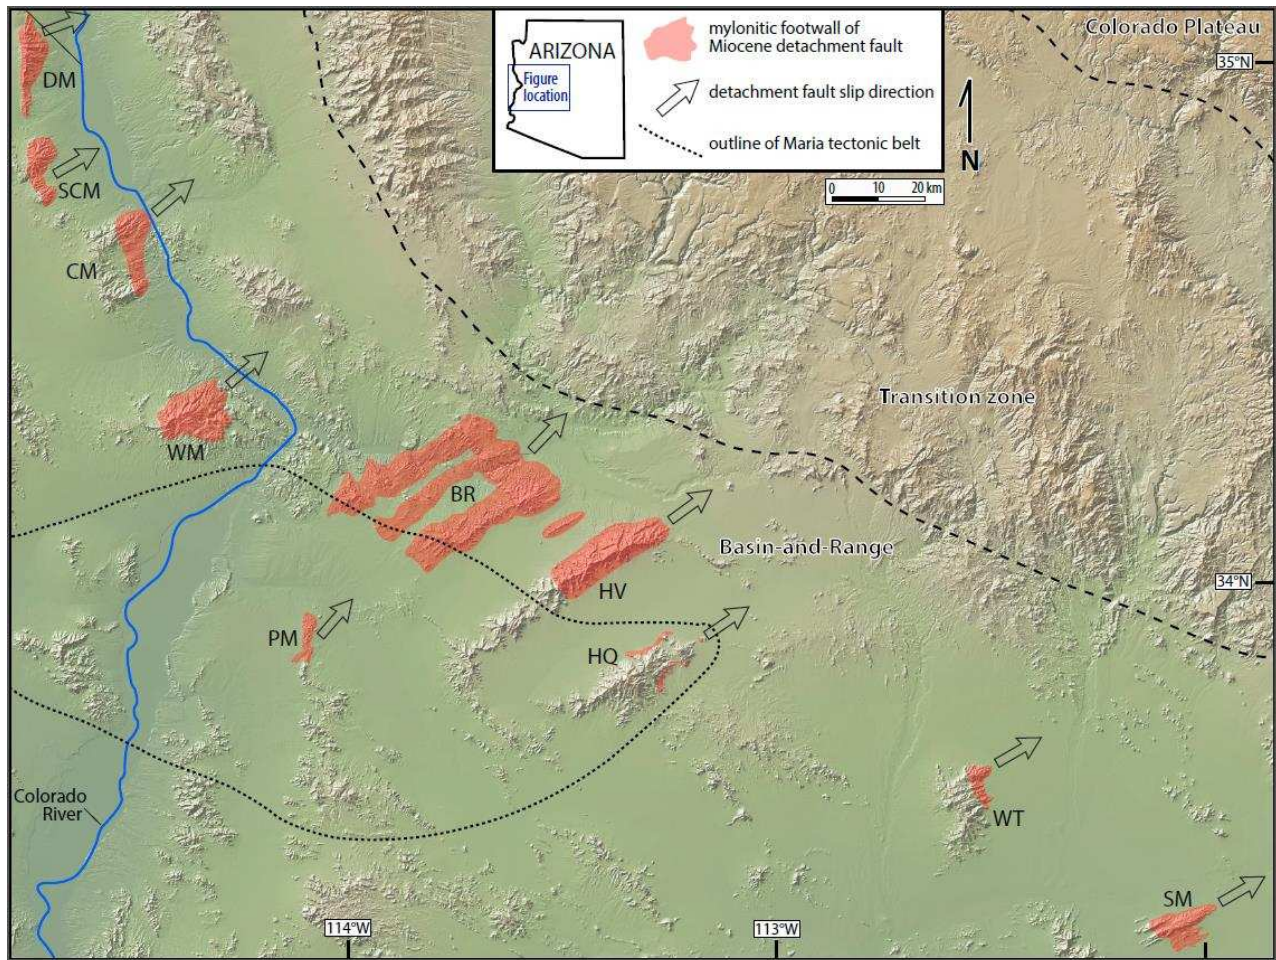 ARIZONA
Figure
location
mylonitic footwall of
Miocene detachment fault
detachment fault slip direction
outline of Maria tectonic belt
Colorado Plateau
35°N
N
0 10 20 km
DM
SCM
CM
WM
Transition zone
BR
Basin-and-Range
HV
34°N
PM
HQ
Colorado
River
WT
SM
114°W
113°W